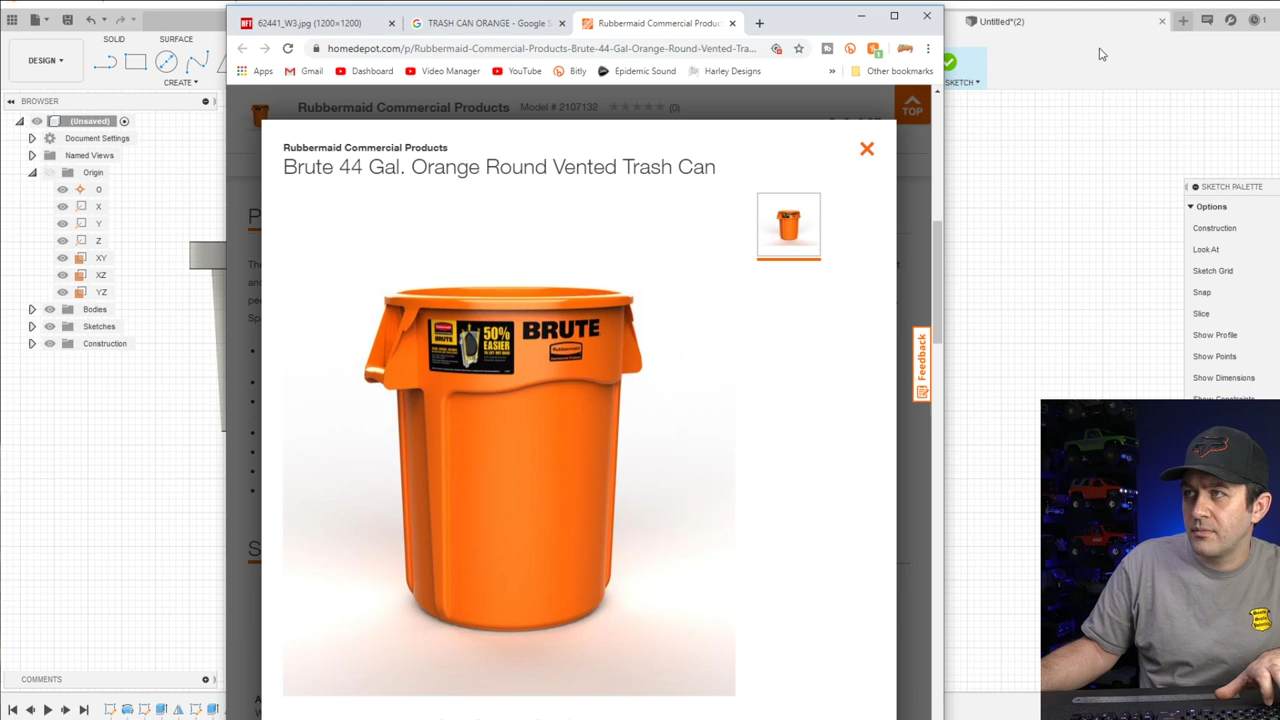 62441_W3.jpg (1200×1200)
TRASH CAN ORANGE - Google S
Rubbermaid Commercial Produc
Untitled*(2)
1
SOLID
SURFACE
DESIGN
CREATE
SKETCH
homedepot.com/p/Rubbermaid-Commercial-Products-Brute-44-Gal-Orange-Round-Vented-Tra...
Apps
Gmail
Dashboard
Video Manager
YouTube
Bitly
Epidemic Sound
Harley Designs
»
Other bookmarks
BROWSER
(Unsaved)
Document Settings
Named Views
Origin
O
X
Y
Z
XY
XZ
YZ
Bodies
Sketches
Construction
Rubbermaid Commercial Products
Model # 2107132
(0)
TOP
Rubbermaid Commercial Products
Brute 44 Gal. Orange Round Vented Trash Can
BRUTE
50%
EASIER
Rubbermaid
Feedback
SKETCH PALETTE
Options
Construction
Look At
Sketch Grid
Snap
Slice
Show Profile
Show Points
Show Dimensions
COMMENTS